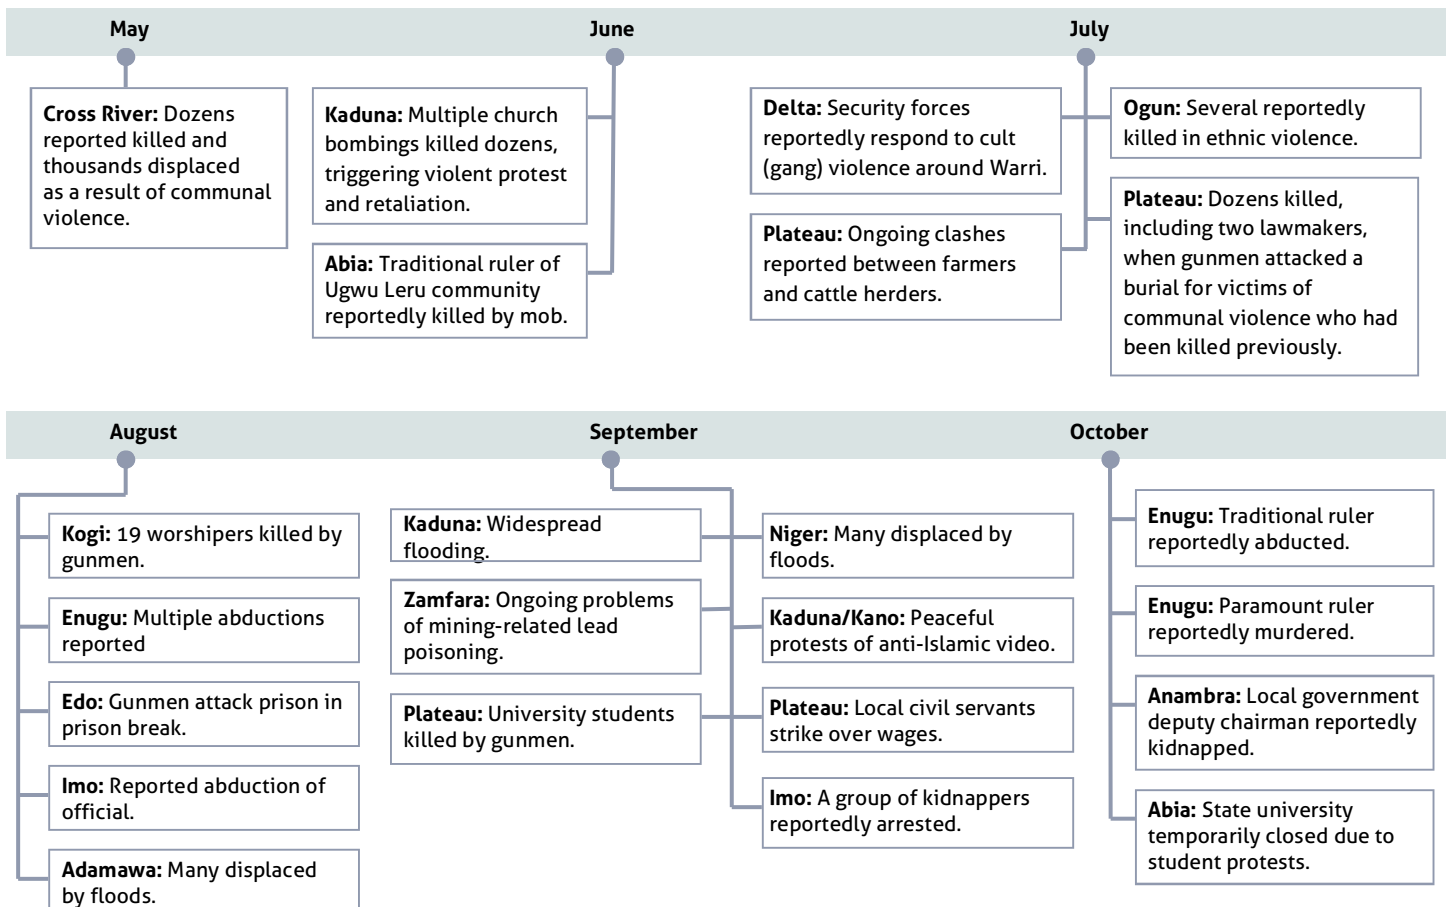 May
June
July
Cross River: Dozens
reported killed and
thousands displaced
as a result of communal
violence.
Kaduna: Multiple church
bombings killed dozens,
triggering violent protest
and retaliation.
Abia: Traditional ruler of
Ugwu Leru community
reportedly killed by mob.
Delta: Security forces
reportedly respond to cult
(gang) violence around Warri.
Plateau: Ongoing clashes
reported between farmers
and cattle herders.
Ogun: Several reportedly
killed in ethnic violence.
Plateau: Dozens killed,
including two lawmakers,
when gunmen attacked a
burial for victims of
communal violence who had
been killed previously.
August
September
October
Kogi: 19 worshipers killed by
gunmen.
Enugu: Multiple abductions
reported
Edo: Gunmen attack prison in
prison break.
Imo: Reported abduction of
official.
Adamawa: Many displaced
by floods.
Kaduna: Widespread
flooding.
Zamfara: Ongoing problems
of mining-related lead
poisoning.
Plateau: University students
killed by gunmen.
Niger: Many displaced by
floods.
Kaduna/Kano: Peaceful
protests of anti-Islamic video.
Plateau: Local civil servants
strike over wages.
Imo: A group of kidnappers
reportedly arrested.
Enugu: Traditional ruler
reportedly abducted.
Enugu: Paramount ruler
reportedly murdered.
Anambra: Local government
deputy chairman reportedly
kidnapped.
Abia: State university
temporarily closed due to
student protests.